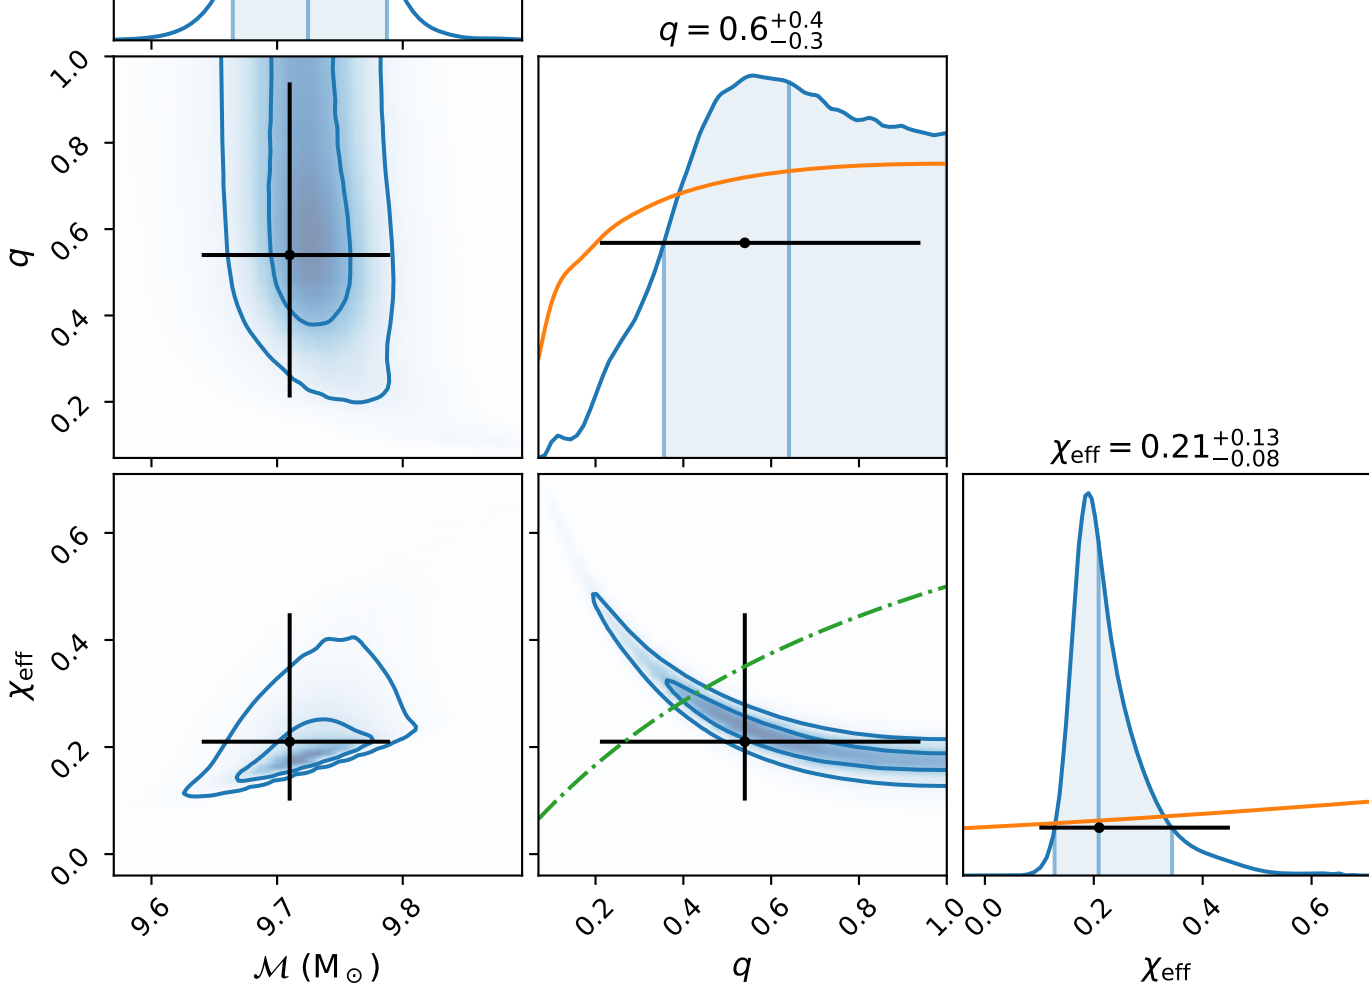 q = 0.6^{+0.4}_{-0.3}
1.0
0.8
0.6
0.4
0.2
q
χ_eff = 0.21^{+0.13}_{-0.08}
0.6
0.4
0.2
0.0
χ_eff
9.6 9.7 9.8
0.2 0.4 0.6 0.8 1.0
0.0 0.2 0.4 0.6
ℳ (M_⊙)
q
χ_eff